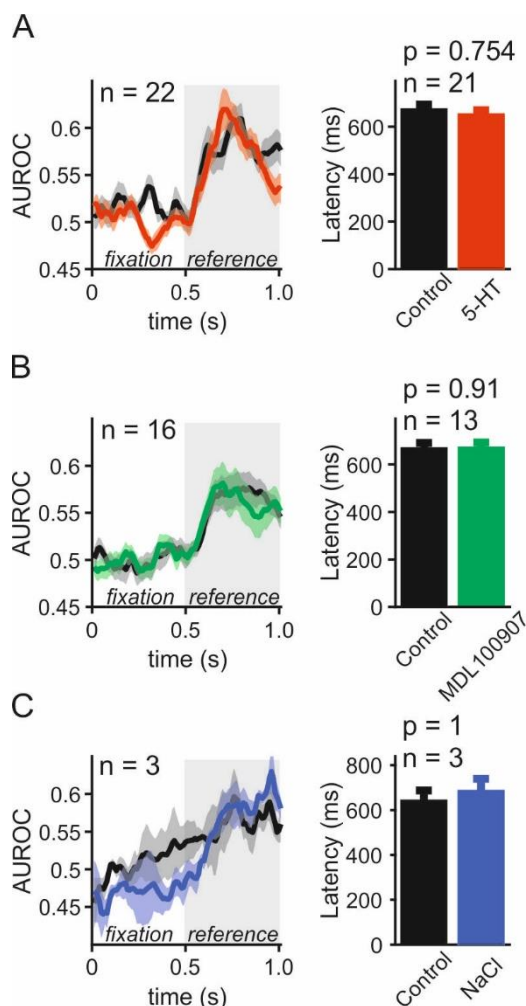 A
n = 22
0.6
0.55
0.5
0.45
AUROC
fixation
reference
0
0.5
1.0
time (s)
p = 0.754
n = 21
600
400
200
0
Latency (ms)
Control
5-HT
B
n = 16
0.6
0.55
0.5
0.45
AUROC
fixation
reference
0
0.5
1.0
time (s)
p = 0.91
n = 13
600
400
200
0
Latency (ms)
Control
MDL100907
C
n = 3
0.6
0.55
0.5
0.45
AUROC
fixation
reference
0
0.5
1.0
time (s)
p = 1
n = 3
800
600
400
200
0
Latency (ms)
Control
NaCl